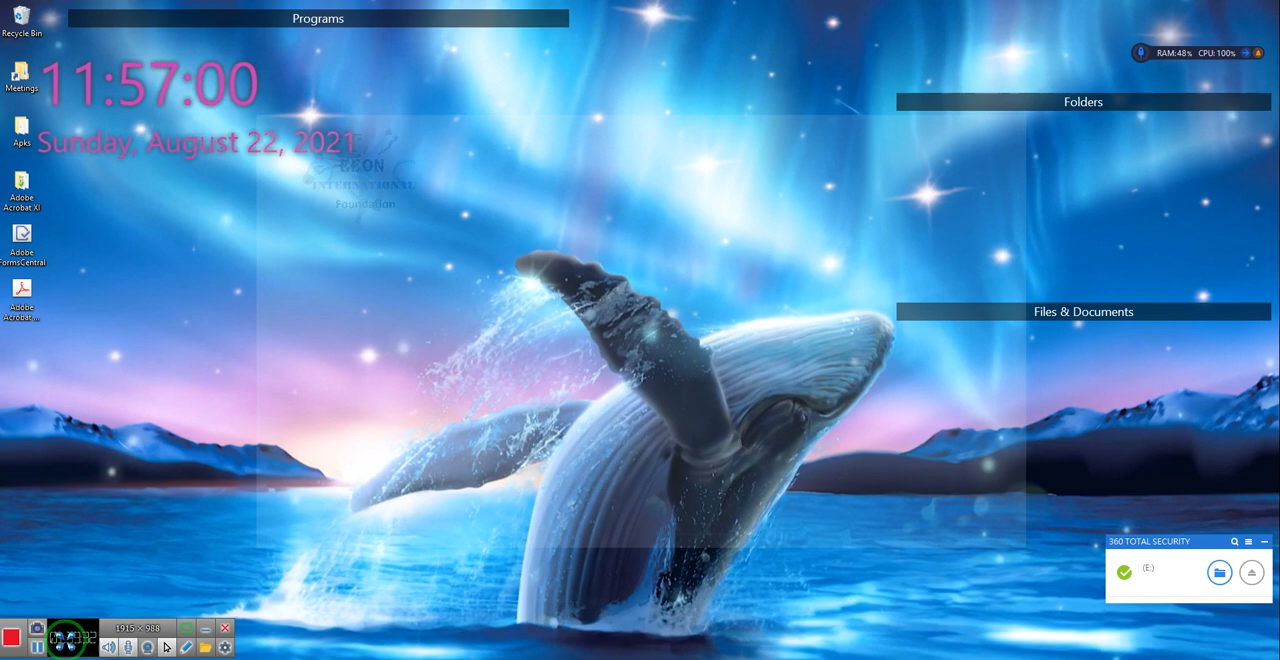 Programs
Recycle Bin
RAM:48% CPU:100%
11:57:00
Meetings
Folders
Apks
Sunday, August 22, 2021
EEON
INTERNATIONAL
Foundation
Adobe
Acrobat XI
Adobe
FormsCentral
Adobe
Acrobat ...
Files & Documents
360 TOTAL SECURITY
(E:)
1915 × 988